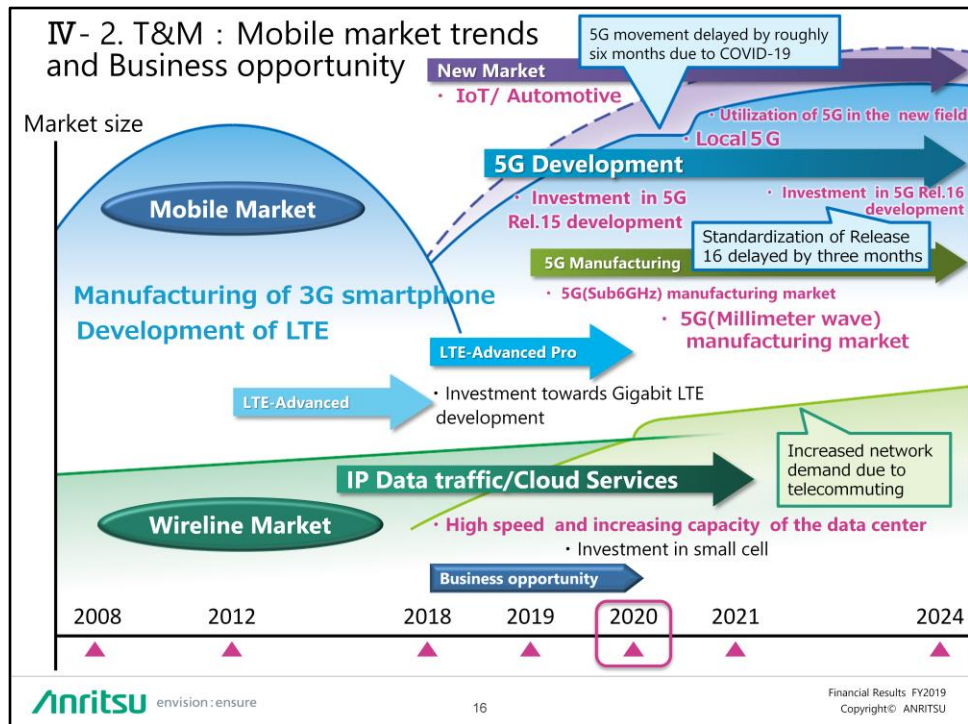 Ⅳ- 2. T&M : Mobile market trends
and Business opportunity
5G movement delayed by roughly
six months due to COVID-19
New Market
・ IoT/ Automotive
Market size
・ Utilization of 5G in the new field
・ Local 5 G
5G Development
Mobile Market
・ Investment in 5G
Rel.15 development
・ Investment in 5G Rel.16
development
Standardization of Release
16 delayed by three months
5G Manufacturing
Manufacturing of 3G smartphone
Development of LTE
・ 5G(Sub6GHz) manufacturing market
・ 5G(Millimeter wave)
manufacturing market
LTE-Advanced Pro
LTE-Advanced
・Investment towards Gigabit LTE
development
Increased network
demand due to
telecommuting
IP Data traffic/Cloud Services
Wireline Market
・ High speed and increasing capacity of the data center
・Investment in small cell
Business opportunity
2008 2012 2018 2019 2020 2021 2024
Anritsu envision : ensure
16
Financial Results FY2019
Copyright© ANRITSU